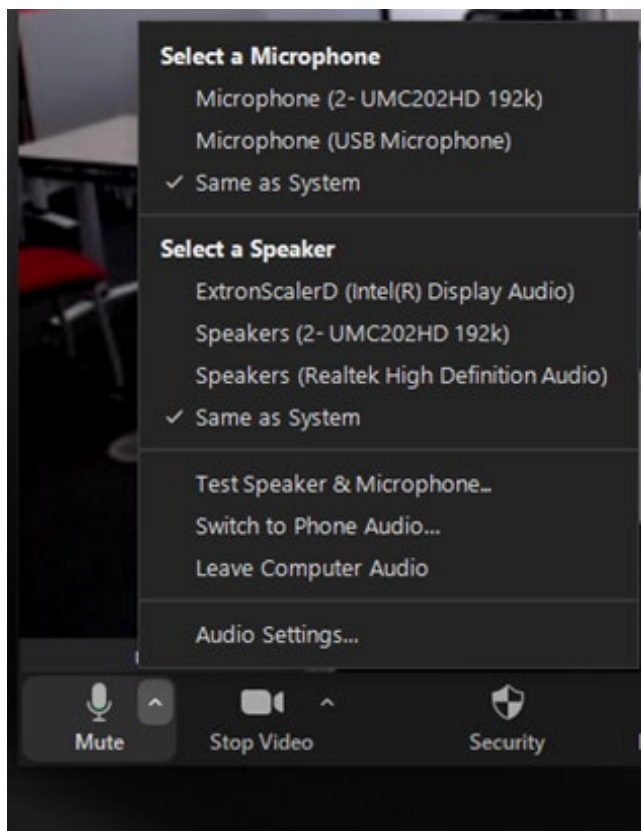 Select a Microphone
Microphone (2- UMC202HD 192k)
Microphone (USB Microphone)
✓ Same as System
Select a Speaker
ExtronScalerD (Intel(R) Display Audio)
Speakers (2- UMC202HD 192k)
Speakers (Realtek High Definition Audio)
✓ Same as System
Test Speaker & Microphone...
Switch to Phone Audio...
Leave Computer Audio
Audio Settings...
Mute Stop Video Security